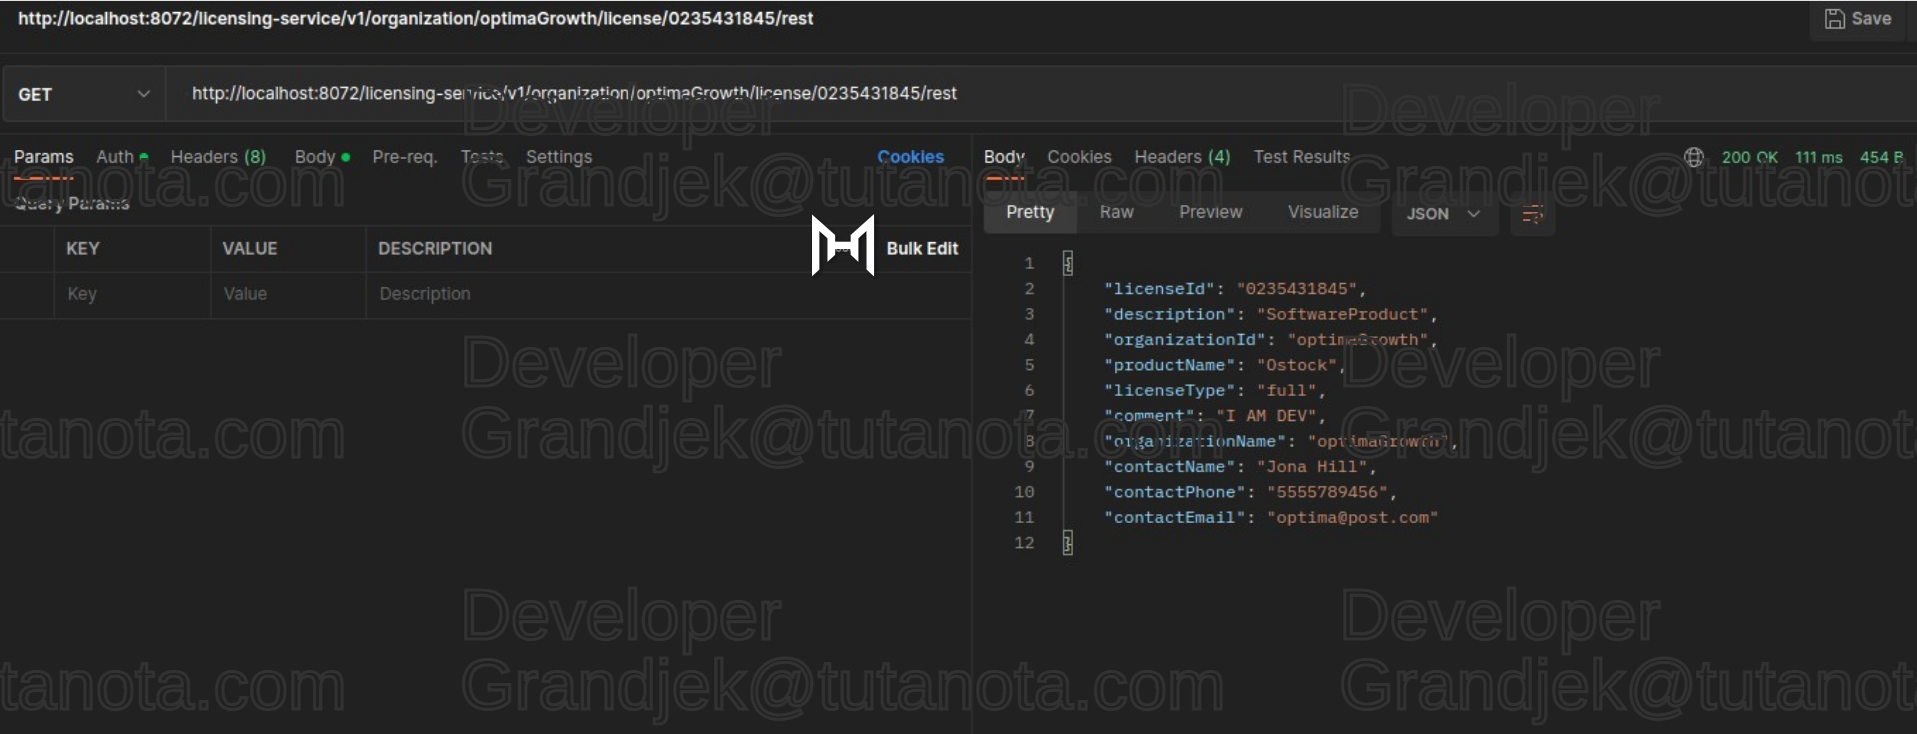 http://localhost:8072/licensing-service/v1/organization/optimaGrowth/license/0235431845/rest
Save
GET
http://localhost:8072/licensing-service/v1/organization/optimaGrowth/license/0235431845/rest
Params Auth Headers (8) Body Pre-req. Tests Settings Cookies
Query Params
KEY VALUE DESCRIPTION Bulk Edit
Key Value Description
Body Cookies Headers (4) Test Results 200 OK 111 ms 454 B
Pretty Raw Preview Visualize JSON
1 {
2 "licenseId": "0235431845",
3 "description": "SoftwareProduct",
4 "organizationId": "optimaGrowth",
5 "productName": "Ostock",
6 "licenseType": "full",
7 "comment": "I AM DEV",
8 "organizationName": "optimaGrowth",
9 "contactName": "Jona Hill",
10 "contactPhone": "5555789456",
11 "contactEmail": "optima@post.com"
12 }
Developer Developer
tanota.com Grandjek@tutanota.com Grandjek@tutanot
Developer Developer
tanota.com Grandjek@tutanota.com Grandjek@tutanot
Developer Developer
tanota.com Grandjek@tutanota.com Grandjek@tutanot